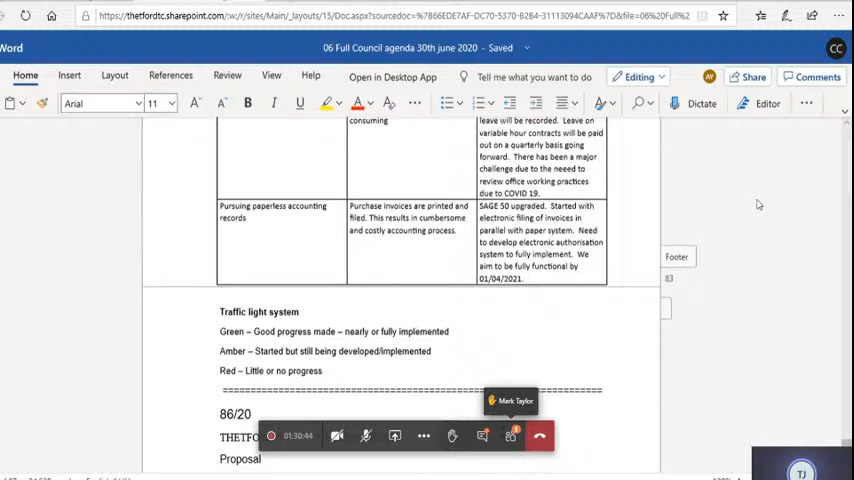 https://thetfordtc.sharepoint.com/:w:/r/sites/Main/_layouts/15/Doc.aspx?sourcedoc=%7B66EDE7AF-DC70-5370-B2B4-31113094CAAF%7D&file=06%20Full%2
Word
06 Full Council agenda 30th june 2020 - Saved
CC
Home Insert Layout References Review View Help Open in Desktop App Tell me what you want to do Editing AY Share Comments
Arial 11 A A B I U A A Dictate Editor
consuming
leave will be recorded. Leave on
variable hour contracts will be paid
out on a quarterly basis going
forward. There has been a major
challenge due to the need to
review office working practices
due to COVID 19.
Pursuing paperless accounting
records
Purchase invoices are printed and
filed. This results in cumbersome
and costly accounting process.
SAGE 50 upgraded. Started with
electronic filing of invoices in
parallel with paper system. Need
to develop electronic authorisation
system to fully implement. We
aim to be fully functional by
01/04/2021.
Footer
83
Traffic light system
Green – Good progress made – nearly or fully implemented
Amber – Started but still being developed/implemented
Red – Little or no progress
86/20
Mark Taylor
THETFO
01:30:44
1
Proposal
TJ